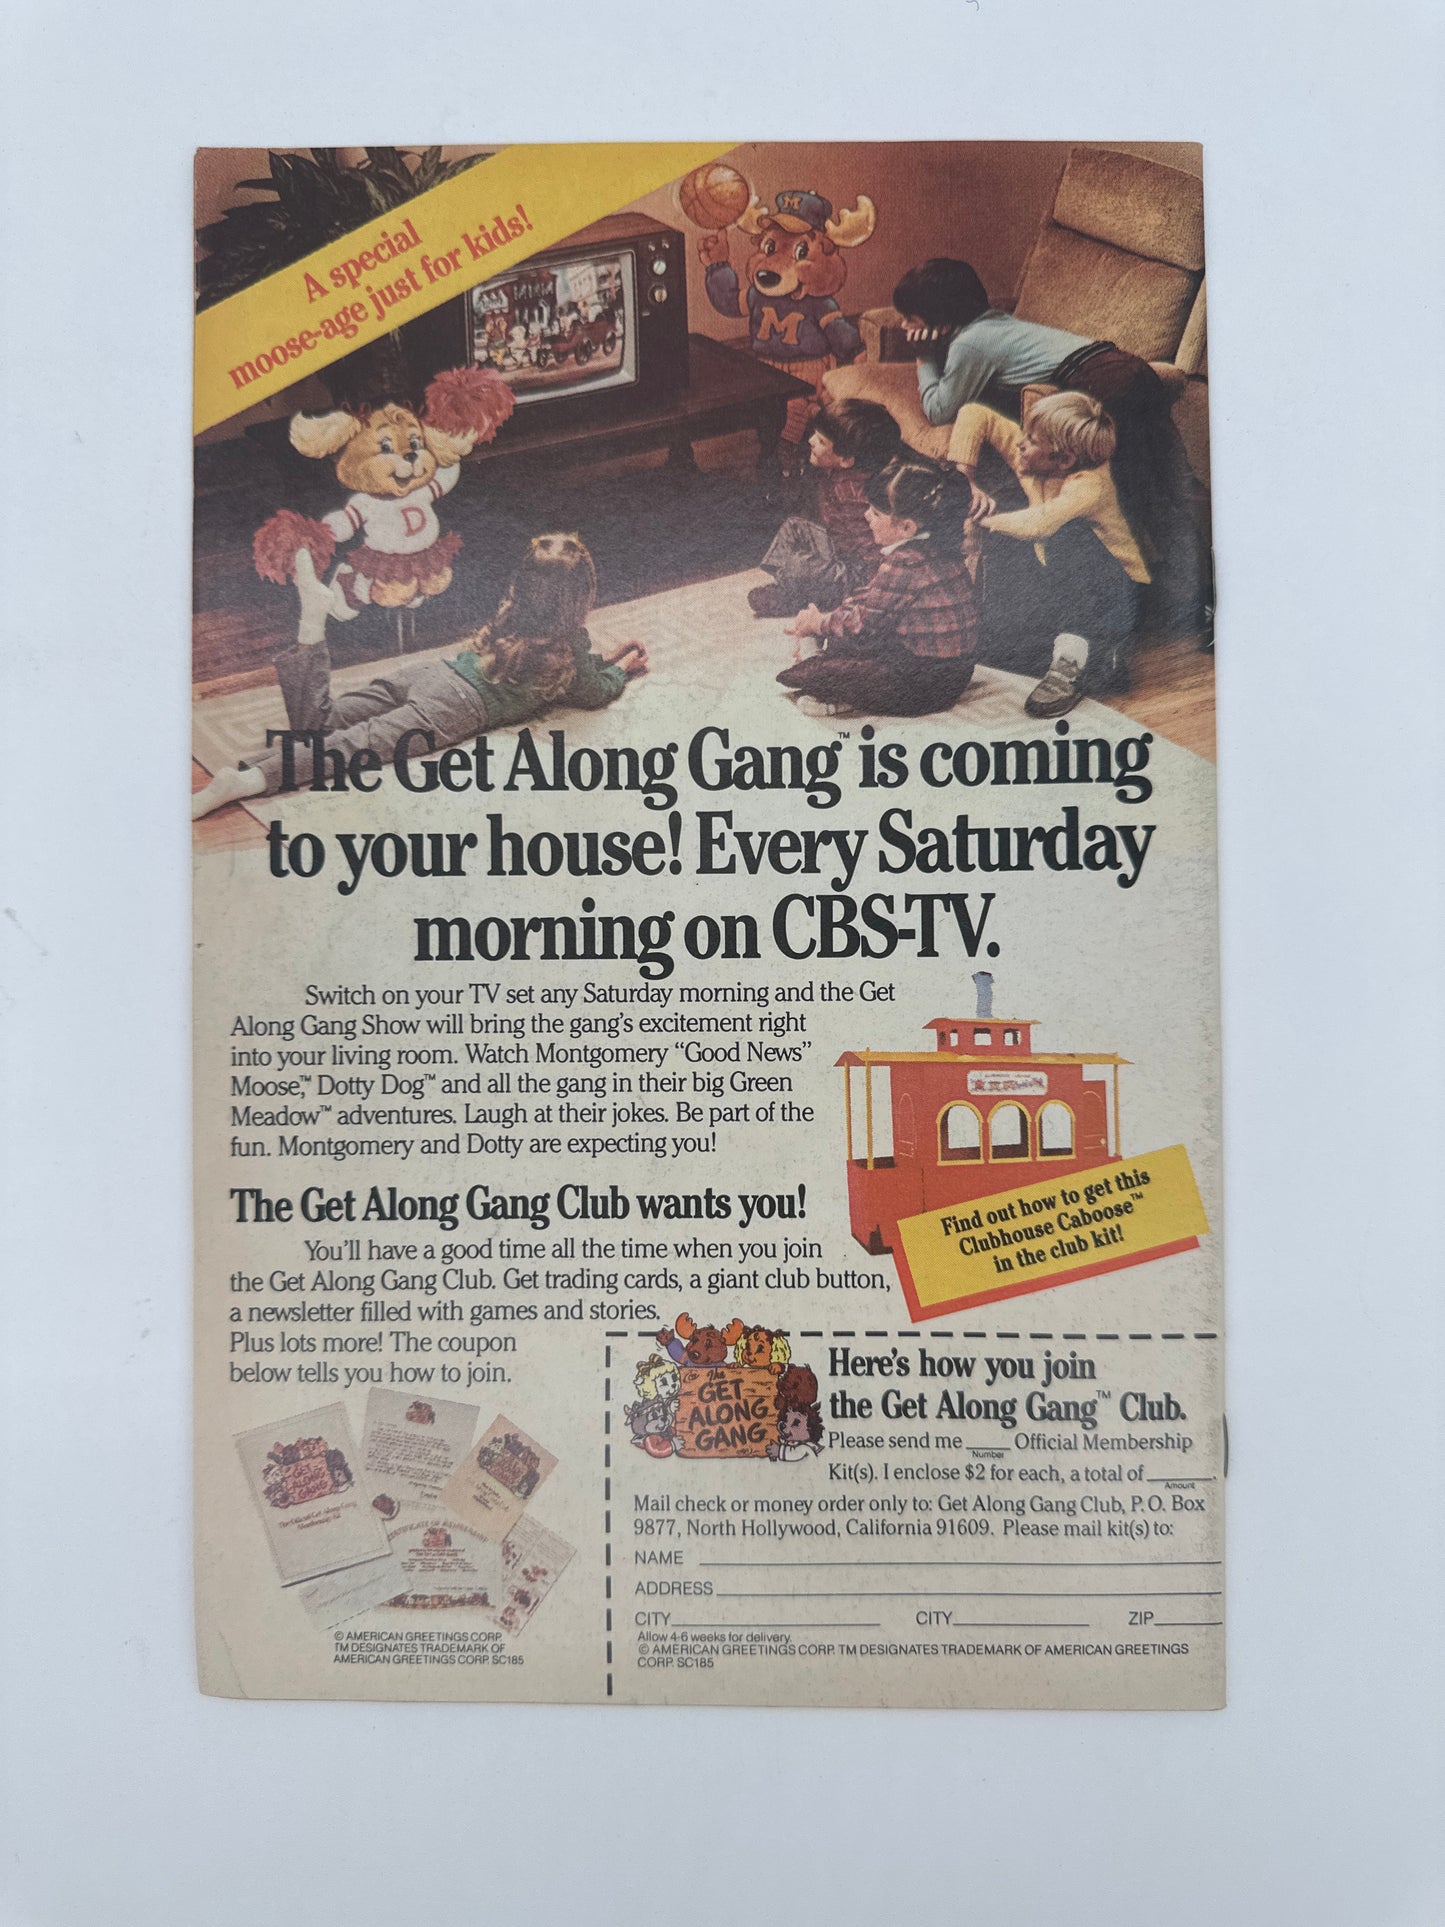 A special
moose-age just for kids!
M
M
D
The Get Along Gang™ is coming
to your house! Every Saturday
morning on CBS-TV.
Switch on your TV set any Saturday morning and the Get
Along Gang Show will bring the gang's excitement right
into your living room. Watch Montgomery “Good News”
Moose,™ Dotty Dog™ and all the gang in their big Green
Meadow™ adventures. Laugh at their jokes. Be part of the
fun. Montgomery and Dotty are expecting you!
The Get Along Gang Club wants you!
You'll have a good time all the time when you join
the Get Along Gang Club. Get trading cards, a giant club button,
a newsletter filled with games and stories.
Plus lots more! The coupon
below tells you how to join.
Find out how to get this
Clubhouse Caboose™
in the club kit!
The
GET
ALONG
GANG
Here's how you join
the Get Along Gang™ Club.
Please send me ____ Official Membership
Number
Kit(s). I enclose $2 for each, a total of ______.
Amount
Mail check or money order only to: Get Along Gang Club, P.O. Box
9877, North Hollywood, California 91609. Please mail kit(s) to:
NAME
ADDRESS
CITY CITY ZIP
Allow 4-6 weeks for delivery.
© AMERICAN GREETINGS CORP. TM DESIGNATES TRADEMARK OF AMERICAN GREETINGS
CORP. SC185
GET
ALONG
GANG
CERTIFICATE OF MEMBERSHIP
© AMERICAN GREETINGS CORP.
TM DESIGNATES TRADEMARK OF
AMERICAN GREETINGS CORP. SC185